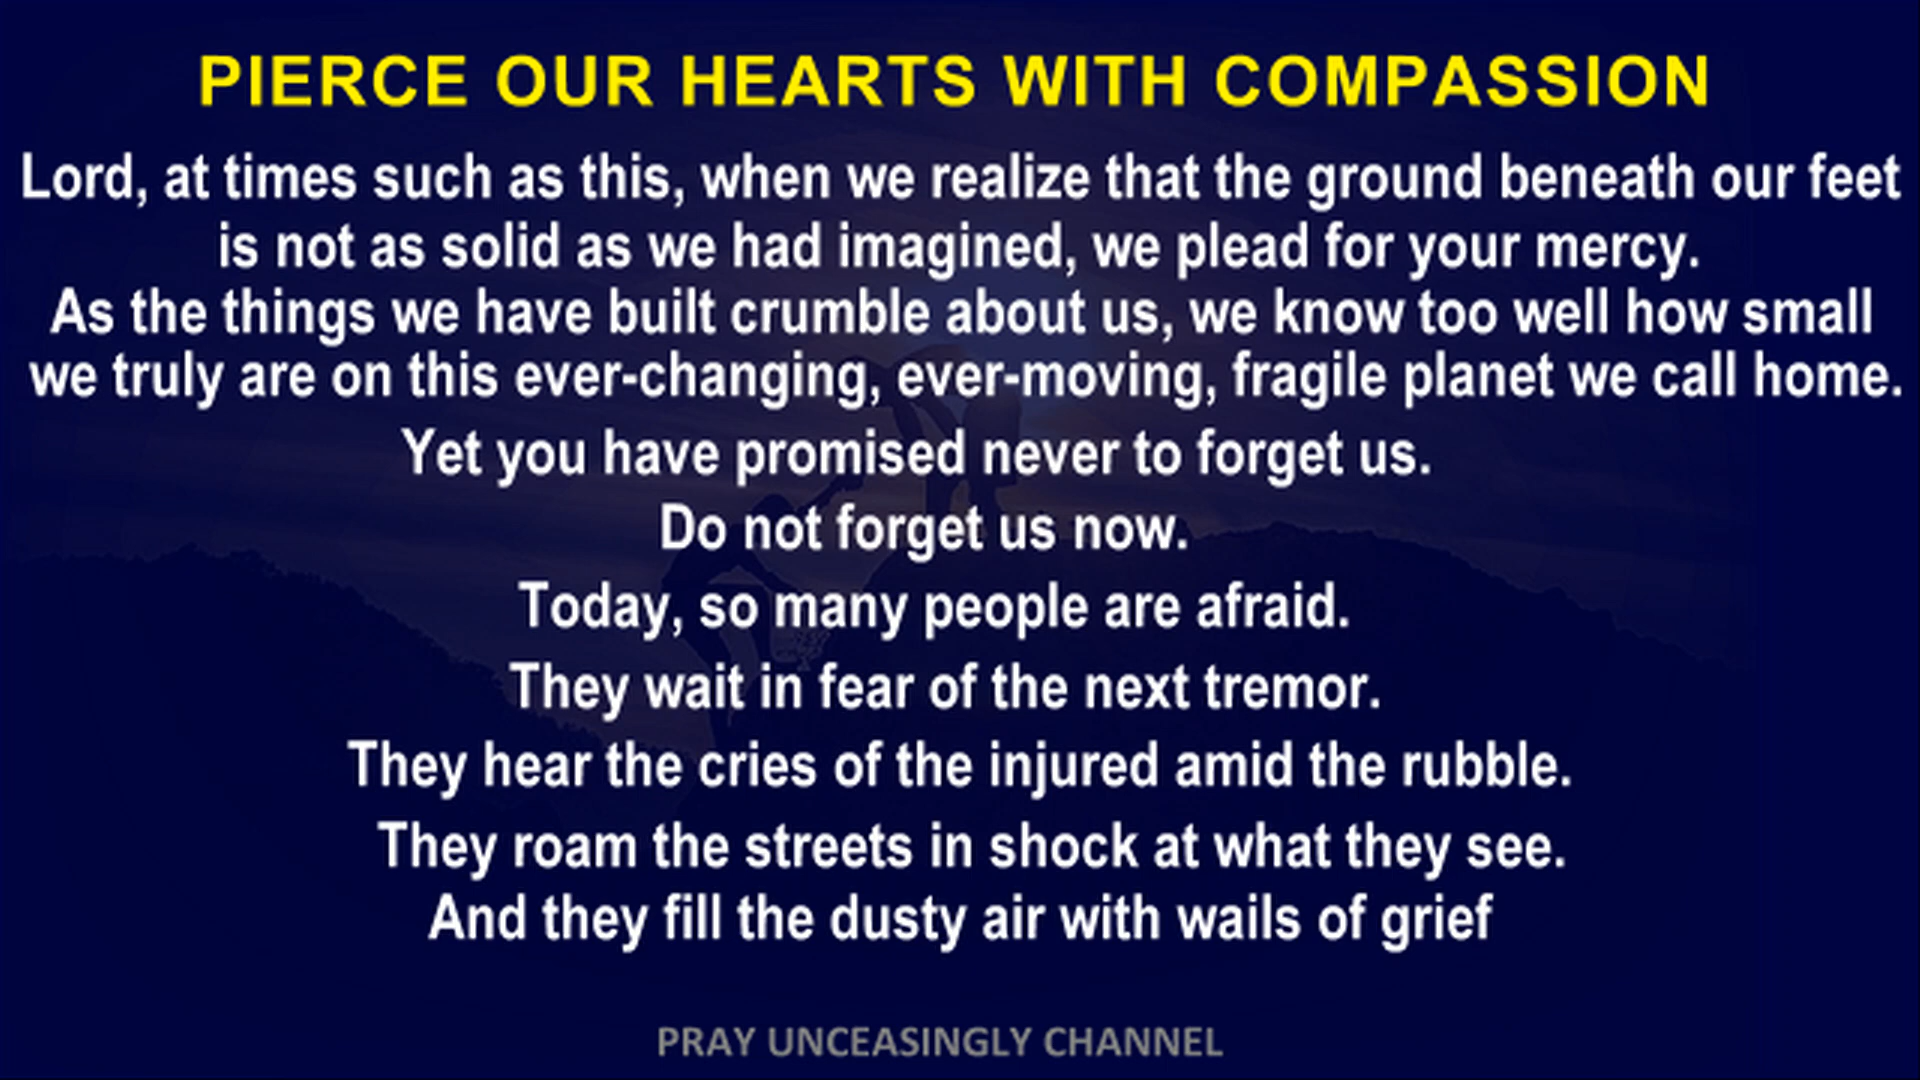 PIERCE OUR HEARTS WITH COMPASSION
Lord, at times such as this, when we realize that the ground beneath our feet
is not as solid as we had imagined, we plead for your mercy.
As the things we have built crumble about us, we know too well how small
we truly are on this ever-changing, ever-moving, fragile planet we call home.
Yet you have promised never to forget us.
Do not forget us now.
Today, so many people are afraid.
They wait in fear of the next tremor.
They hear the cries of the injured amid the rubble.
They roam the streets in shock at what they see.
And they fill the dusty air with wails of grief
PRAY UNCEASINGLY CHANNEL